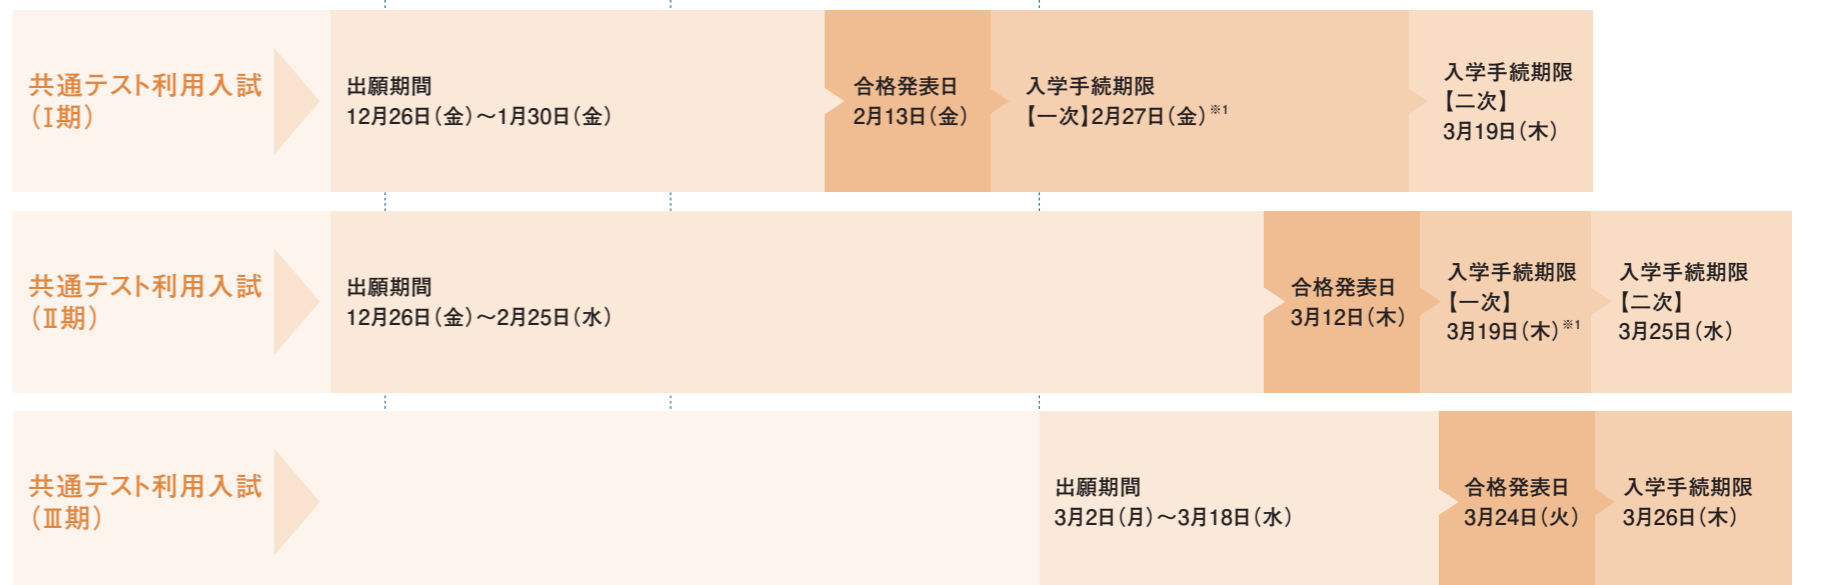 共通テスト利用入試
（Ⅰ期）
出願期間
12月26日（金）～1月30日（金）
合格発表日
2月13日（金）
入学手続期限
【一次】2月27日（金）※1
入学手続期限
【二次】
3月19日（木）
共通テスト利用入試
（Ⅱ期）
出願期間
12月26日（金）～2月25日（水）
合格発表日
3月12日（木）
入学手続期限
【一次】
3月19日（木）※1
入学手続期限
【二次】
3月25日（水）
共通テスト利用入試
（Ⅲ期）
出願期間
3月2日（月）～3月18日（水）
合格発表日
3月24日（火）
入学手続期限
3月26日（木）